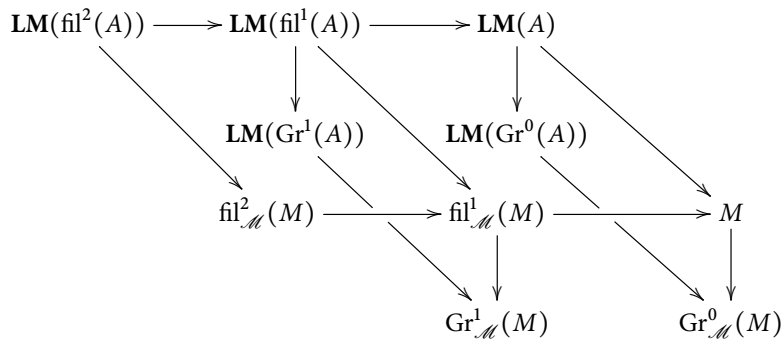 LM(fil²(A)) LM(fil¹(A)) LM(A)
LM(Gr¹(A)) LM(Gr⁰(A))
fil²_ℳ(M) fil¹_ℳ(M) M
Gr¹_ℳ(M) Gr⁰_ℳ(M)